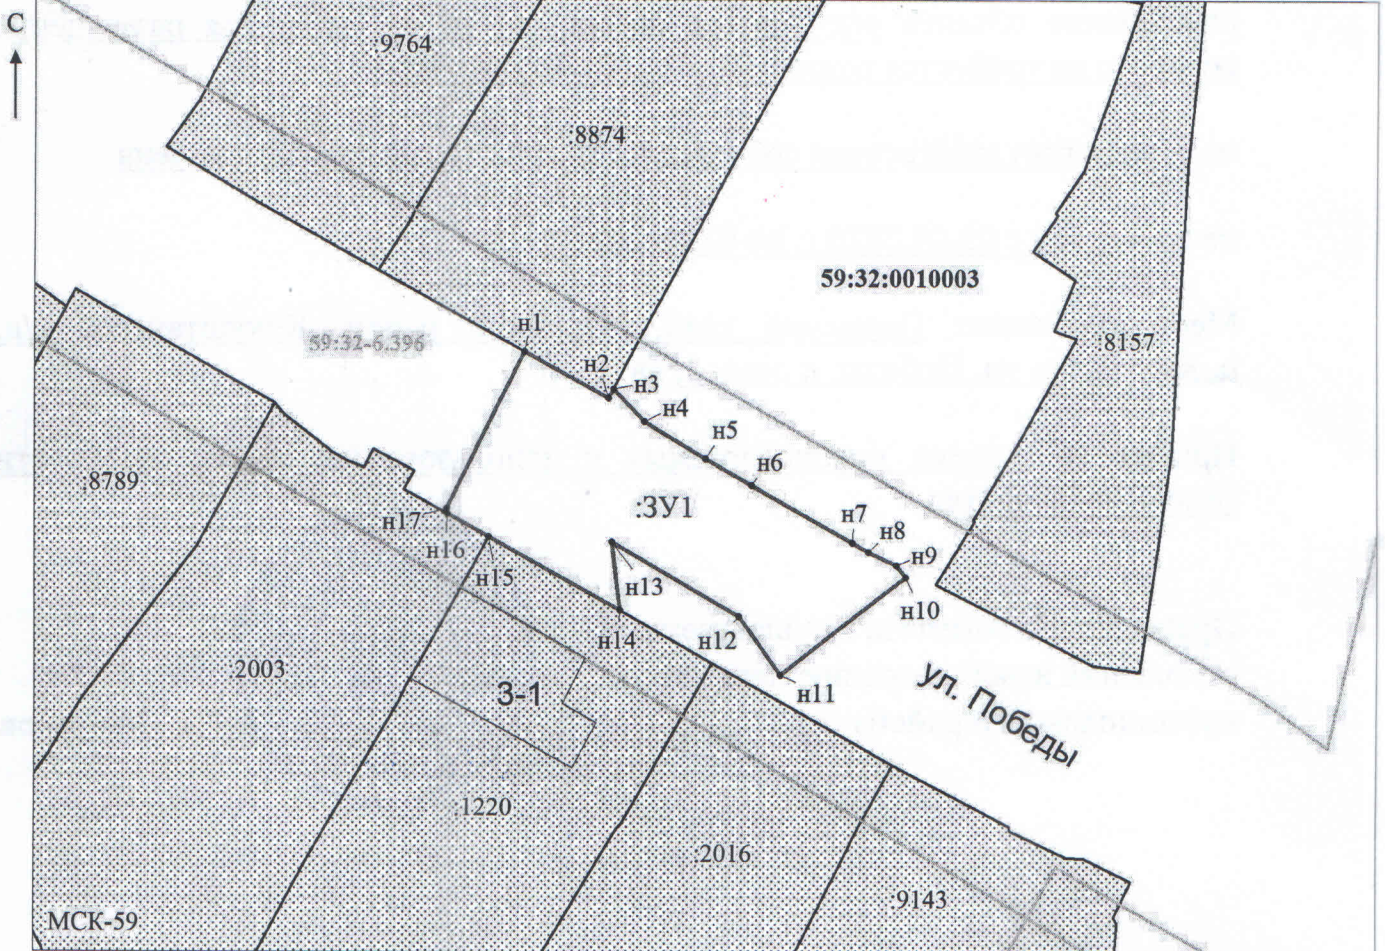 С
:9764
:8874
59:32:0010003
н1
59:32-6.396
н2
:8157
н3
н4
н5
н6
:8789
:ЗУ1
н17
н7
н8
н16
н15
н9
н13
н10
н14
н12
:2003
ул. Победы
3-1
н11
:1220
:2016
:9143
МСК-59